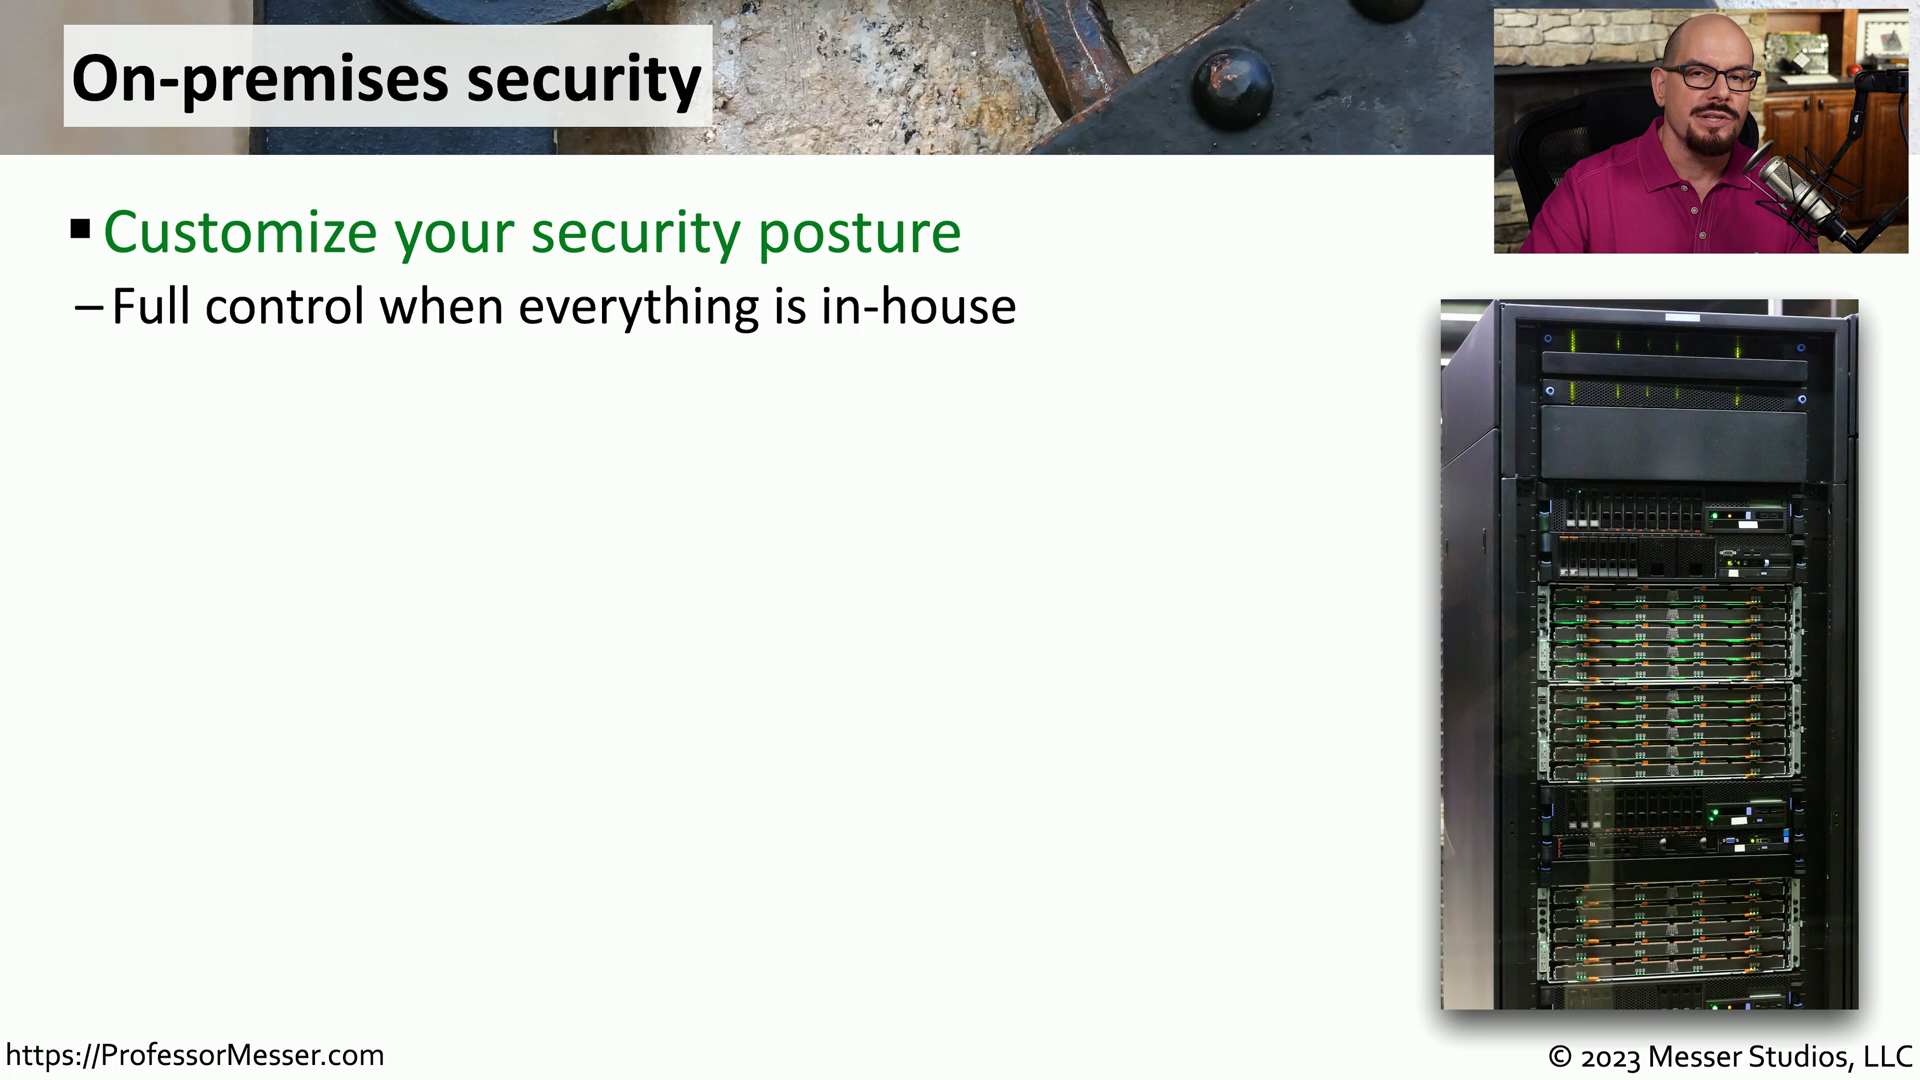 On-premises security
Customize your security posture
– Full control when everything is in-house
https://ProfessorMesser.com
© 2023 Messer Studios, LLC